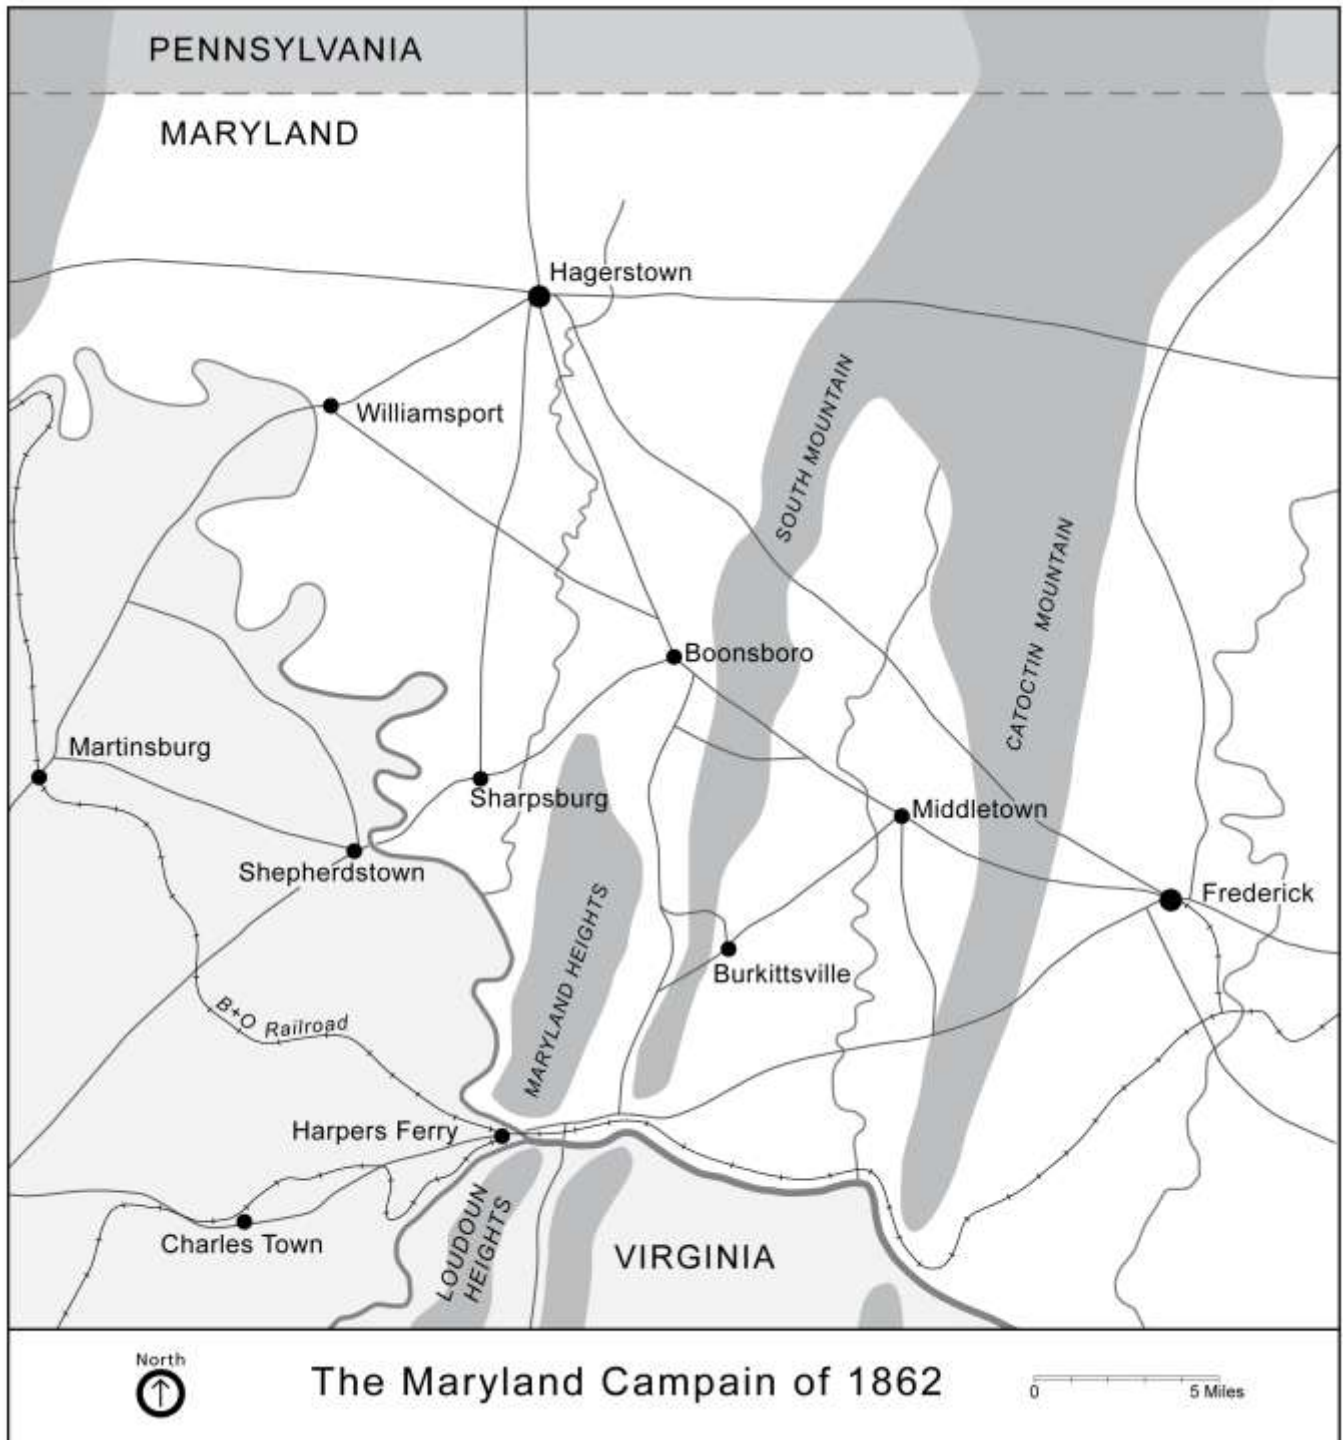 PENNSYLVANIA
MARYLAND
Hagerstown
Williamsport
SOUTH MOUNTAIN
CATOCTIN MOUNTAIN
Boonsboro
Martinsburg
Sharpsburg
Middletown
Shepherdstown
Frederick
MARYLAND HEIGHTS
Burkittsville
B+O Railroad
Harpers Ferry
LOUDOUN
HEIGHTS
Charles Town
VIRGINIA
North
The Maryland Campain of 1862
0 5 Miles